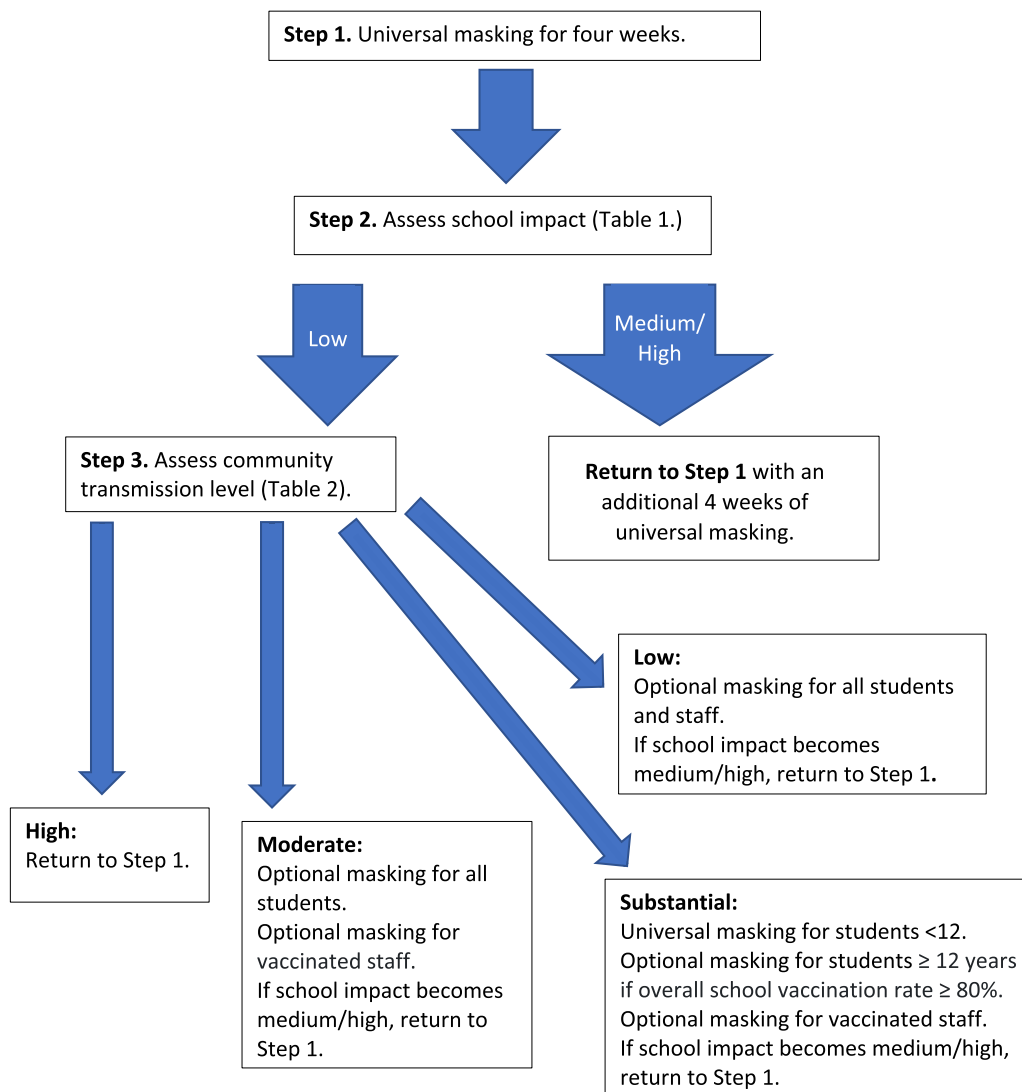 Step 1. Universal masking for four weeks.
Step 2. Assess school impact (Table 1.)
Low
Medium/
High
Step 3. Assess community
transmission level (Table 2).
Return to Step 1 with an
additional 4 weeks of
universal masking.
Low:
Optional masking for all students
and staff.
If school impact becomes
medium/high, return to Step 1.
High:
Return to Step 1.
Moderate:
Optional masking for all
students.
Optional masking for
vaccinated staff.
If school impact becomes
medium/high, return to
Step 1.
Substantial:
Universal masking for students <12.
Optional masking for students ≥ 12 years
if overall school vaccination rate ≥ 80%.
Optional masking for vaccinated staff.
If school impact becomes medium/high,
return to Step 1.